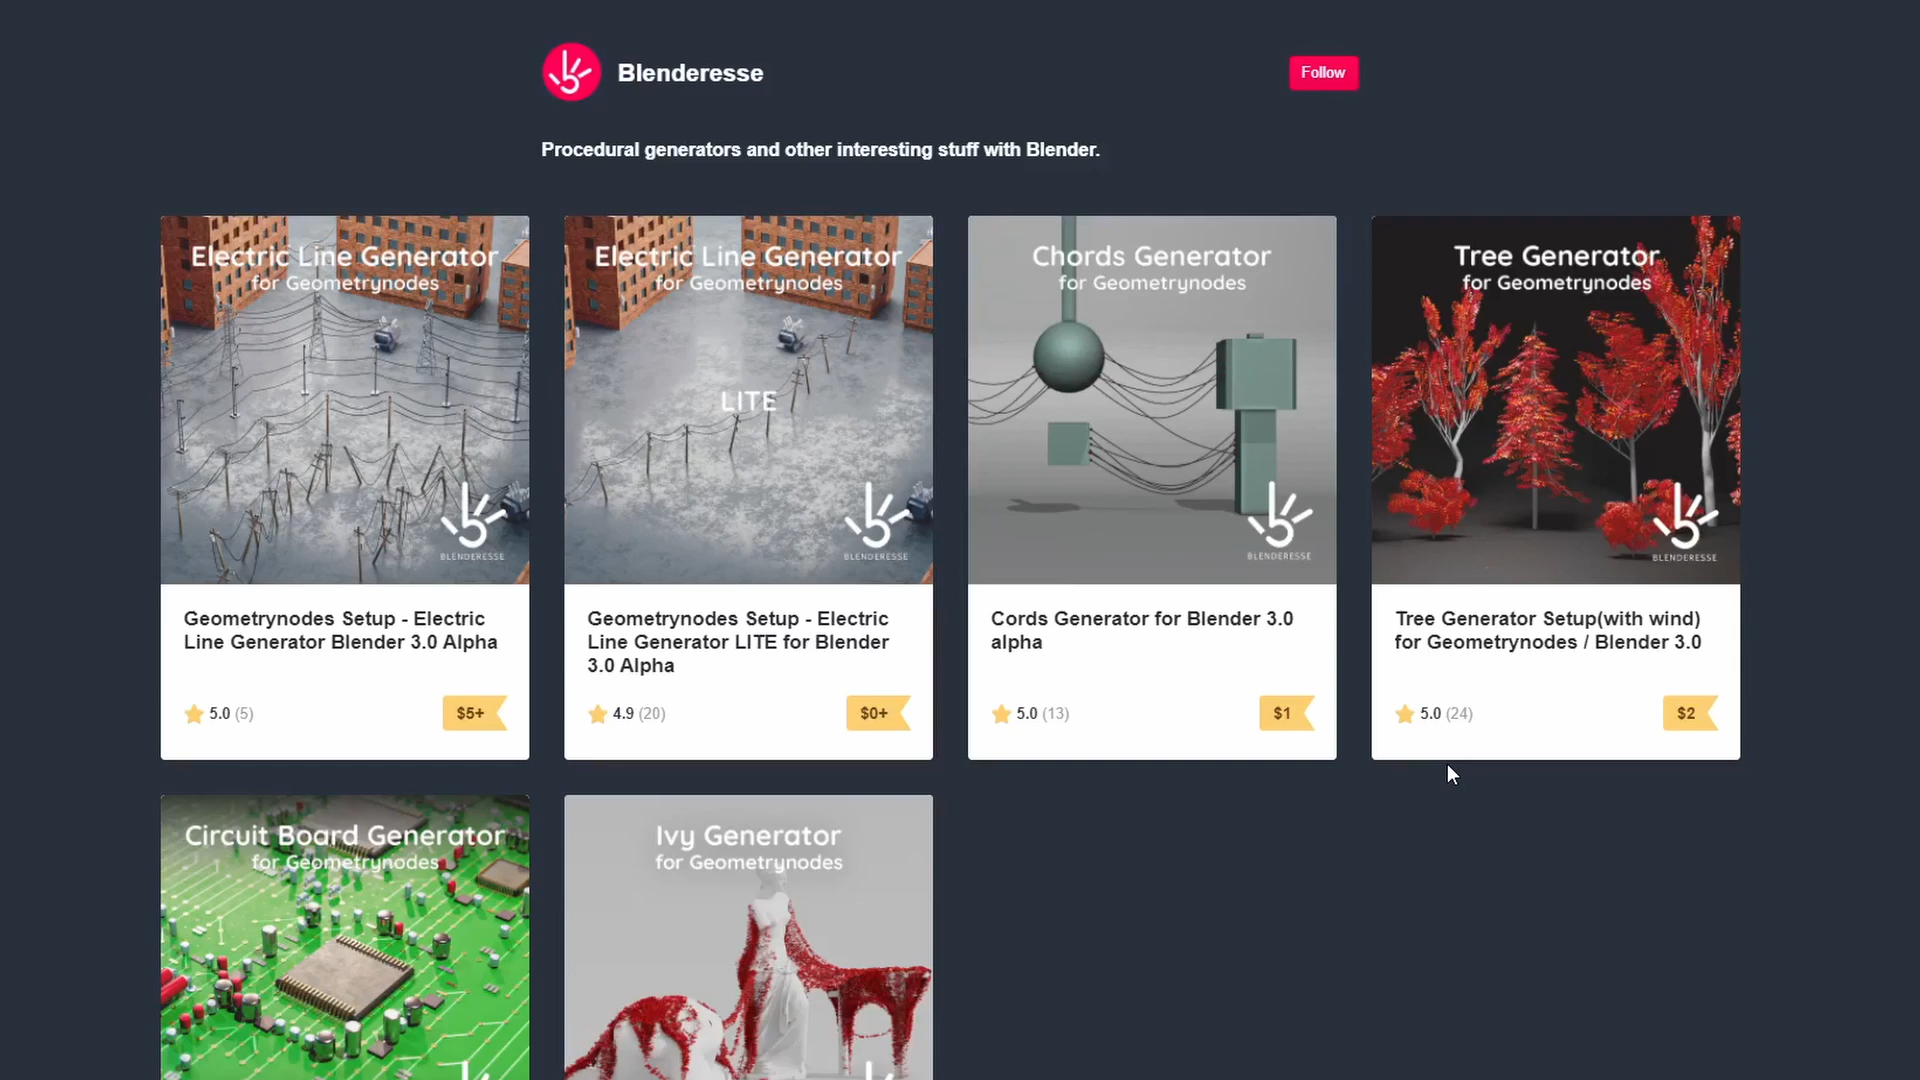 Blenderesse
Follow
Procedural generators and other interesting stuff with Blender.
Electric Line Generator
for Geometrynodes
BLENDERESSE
Geometrynodes Setup - Electric
Line Generator Blender 3.0 Alpha
5.0 (5)
$5+
Electric Line Generator
for Geometrynodes
LITE
BLENDERESSE
Geometrynodes Setup - Electric
Line Generator LITE for Blender
3.0 Alpha
4.9 (20)
$0+
Chords Generator
for Geometrynodes
BLENDERESSE
Cords Generator for Blender 3.0
alpha
5.0 (13)
$1
Tree Generator
for Geometrynodes
BLENDERESSE
Tree Generator Setup(with wind)
for Geometrynodes / Blender 3.0
5.0 (24)
$2
Circuit Board Generator
for Geometrynodes
Ivy Generator
for Geometrynodes